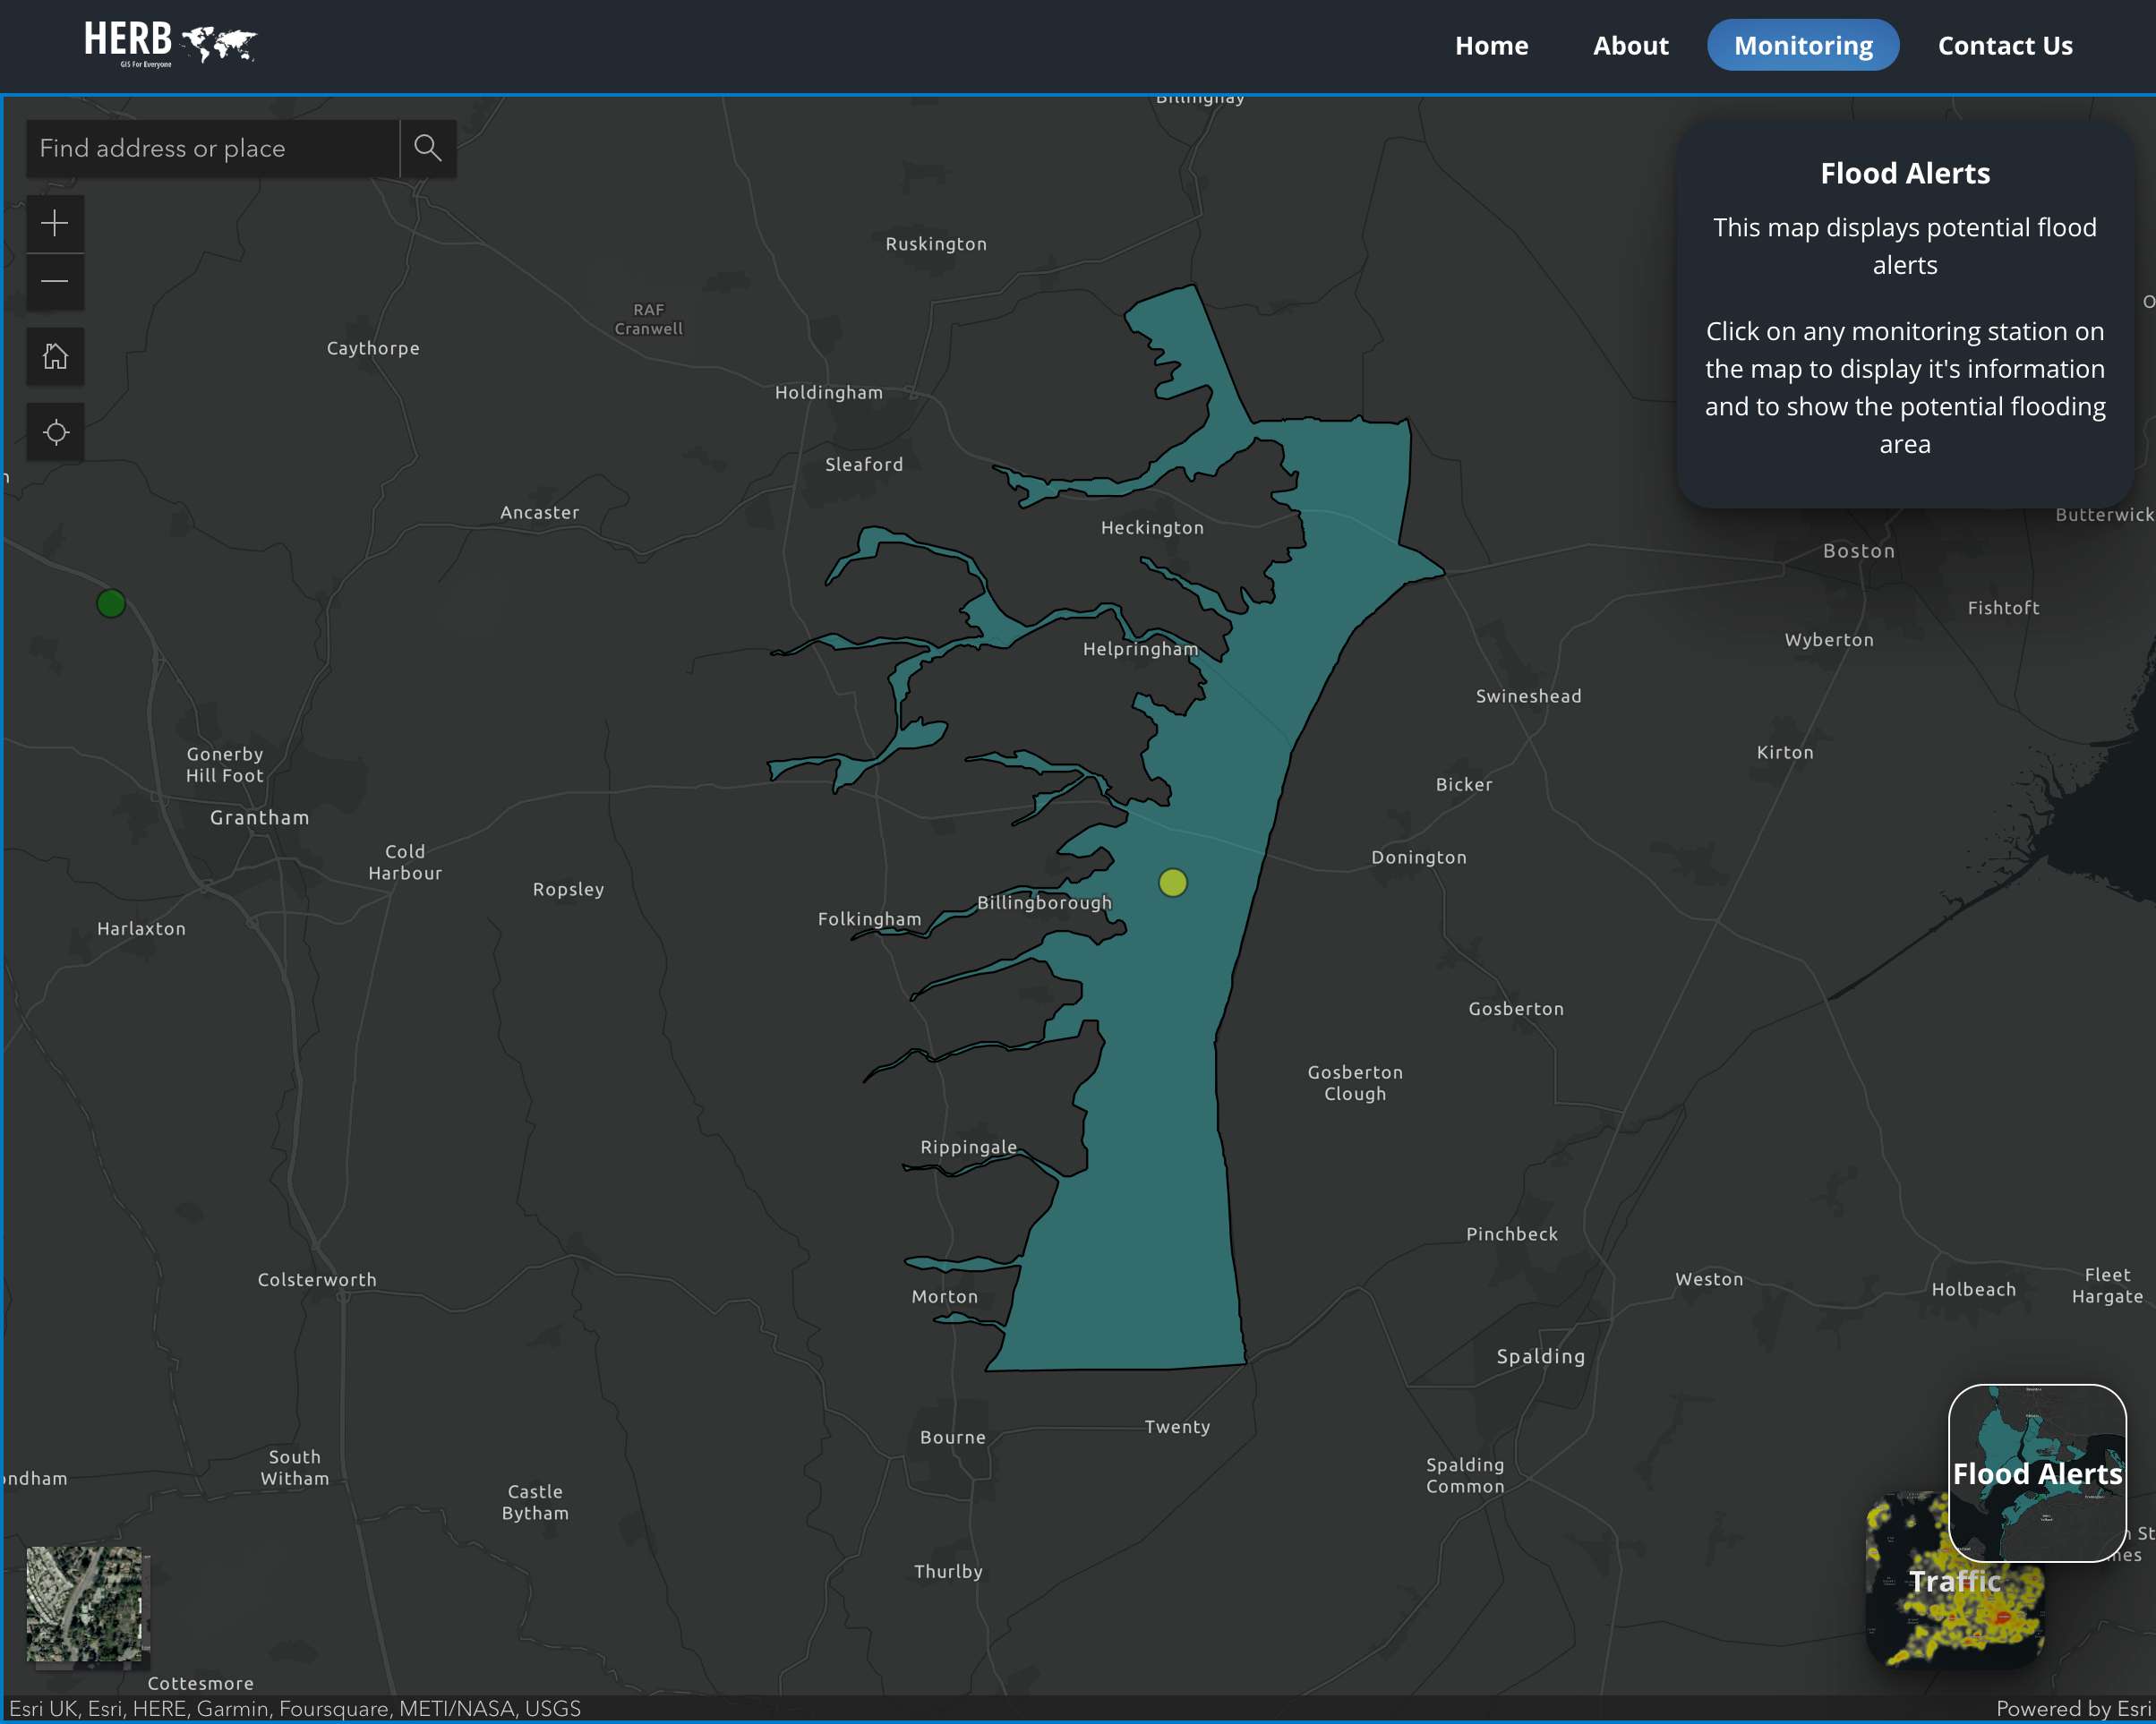 HERB
GIS For Everyone
Home
About
Monitoring
Contact Us
Billinghay
Find address or place
Flood Alerts
This map displays potential flood
alerts
Click on any monitoring station on
the map to display it's information
and to show the potential flooding
area
Ruskington
RAF
Cranwell
Caythorpe
Holdingham
Sleaford
Ancaster
Heckington
Butterwick
Boston
Fishtoft
Wyberton
Helpringham
Swineshead
Gonerby
Hill Foot
Kirton
Bicker
Grantham
Cold
Harbour
Donington
Ropsley
Billingborough
Folkingham
Harlaxton
Gosberton
Gosberton
Clough
Rippingale
Pinchbeck
Colsterworth
Weston
Fleet
Hargate
Holbeach
Morton
Spalding
Twenty
Bourne
South
Witham
ondham
Spalding
Common
Flood Alerts
Castle
Bytham
Thurlby
Traffic
Cottesmore
Esri UK, Esri, HERE, Garmin, Foursquare, METI/NASA, USGS
Powered by Esri